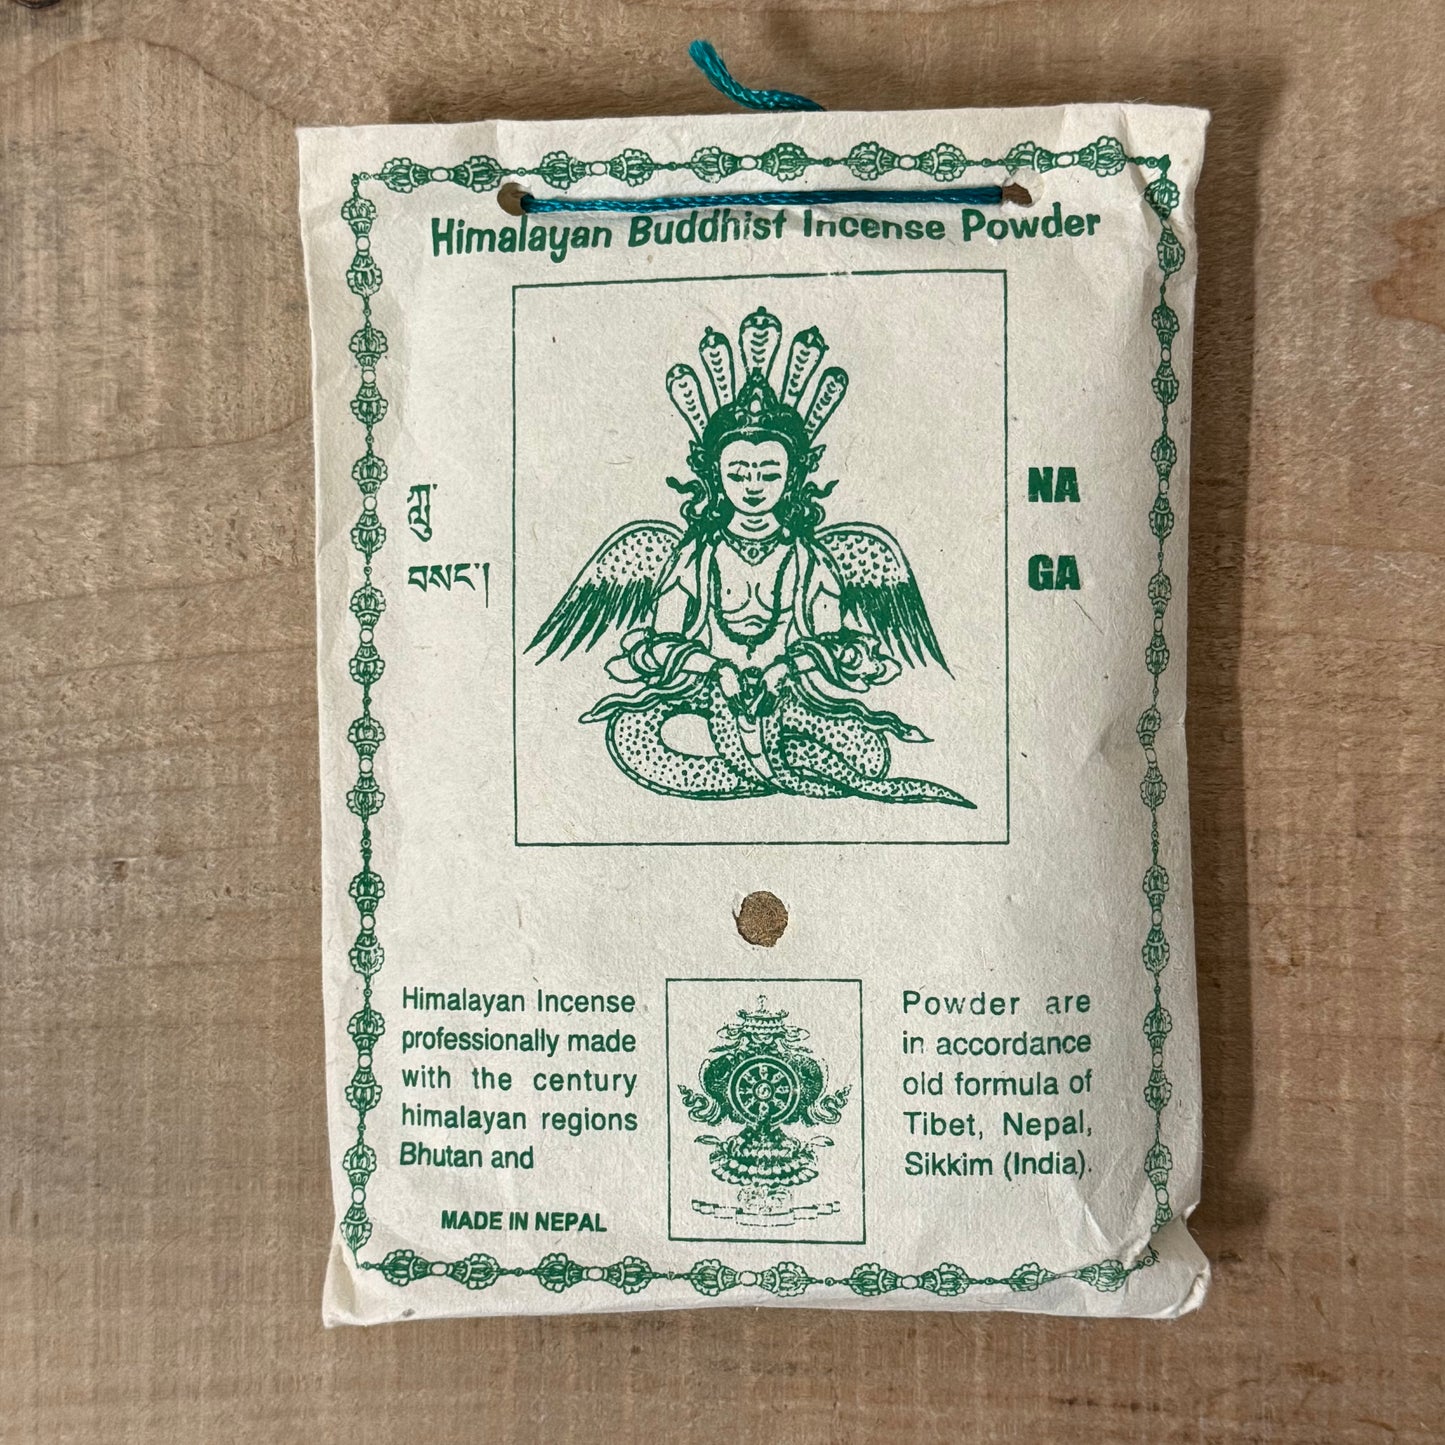 Himalayan Buddhist Incense Powder
ཀླུ་
བསང་།
NA
GA
Himalayan Incense
professionally made
with the century
himalayan regions
Bhutan and
MADE IN NEPAL
Powder are
in accordance
old formula of
Tibet, Nepal,
Sikkim (India).